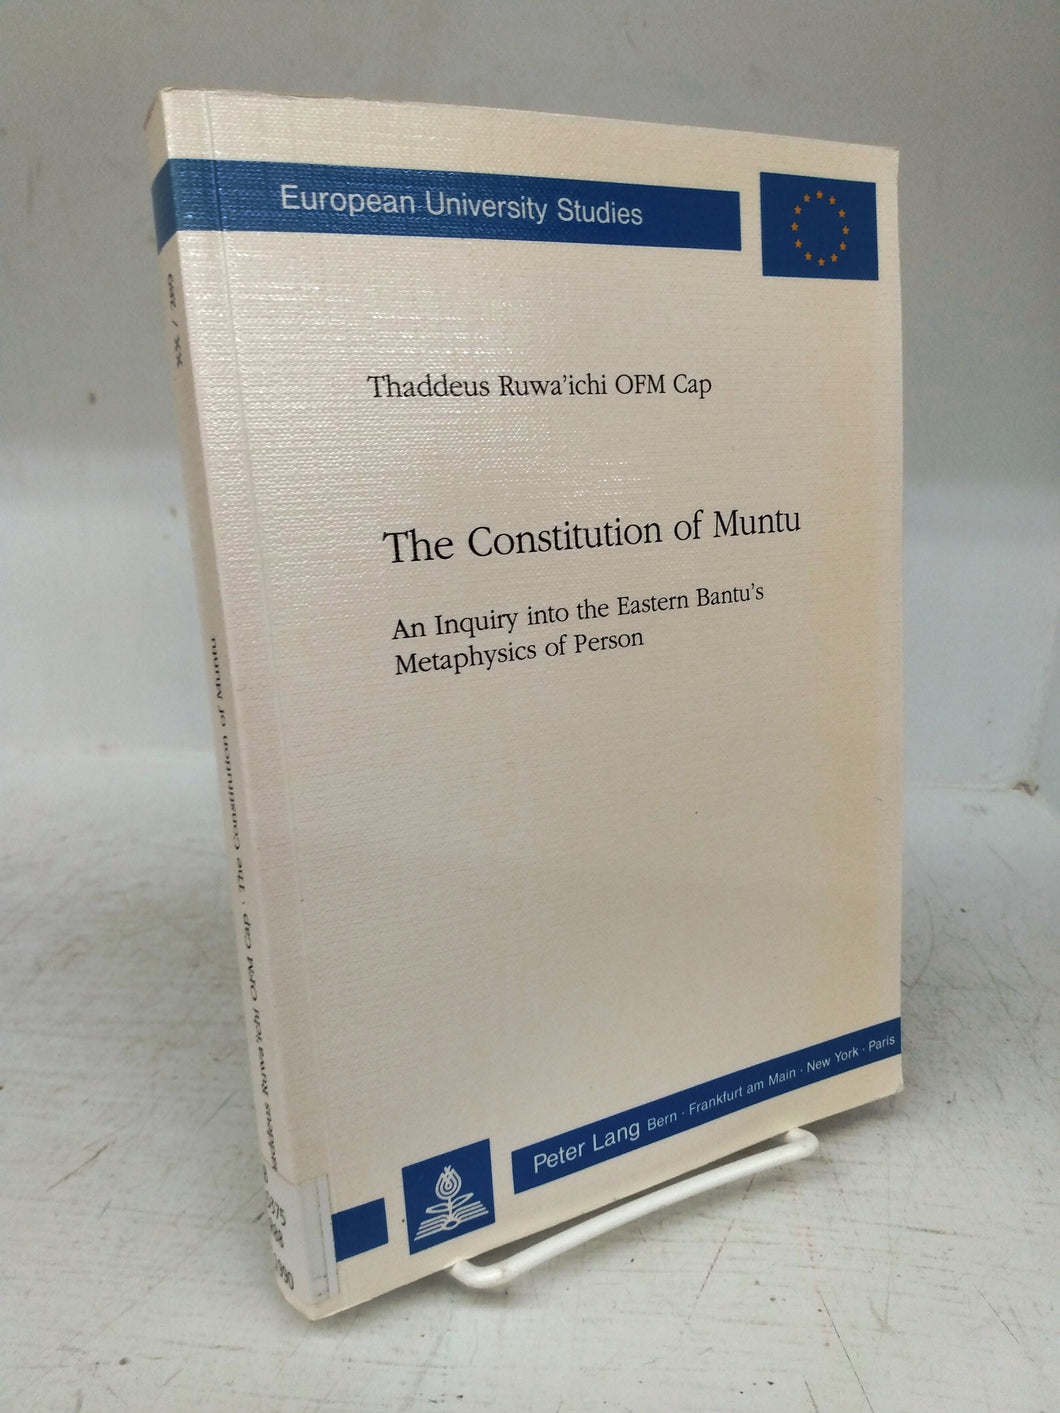 European University Studies
Thaddeus Ruwa'ichi OFM Cap
The Constitution of Muntu
An Inquiry into the Eastern Bantu's
Metaphysics of Person
Peter Lang Bern · Frankfurt am Main · New York · Paris
XX / 289
Thaddeus Ruwa'ichi OFM Cap · The Constitution of Muntu
1990